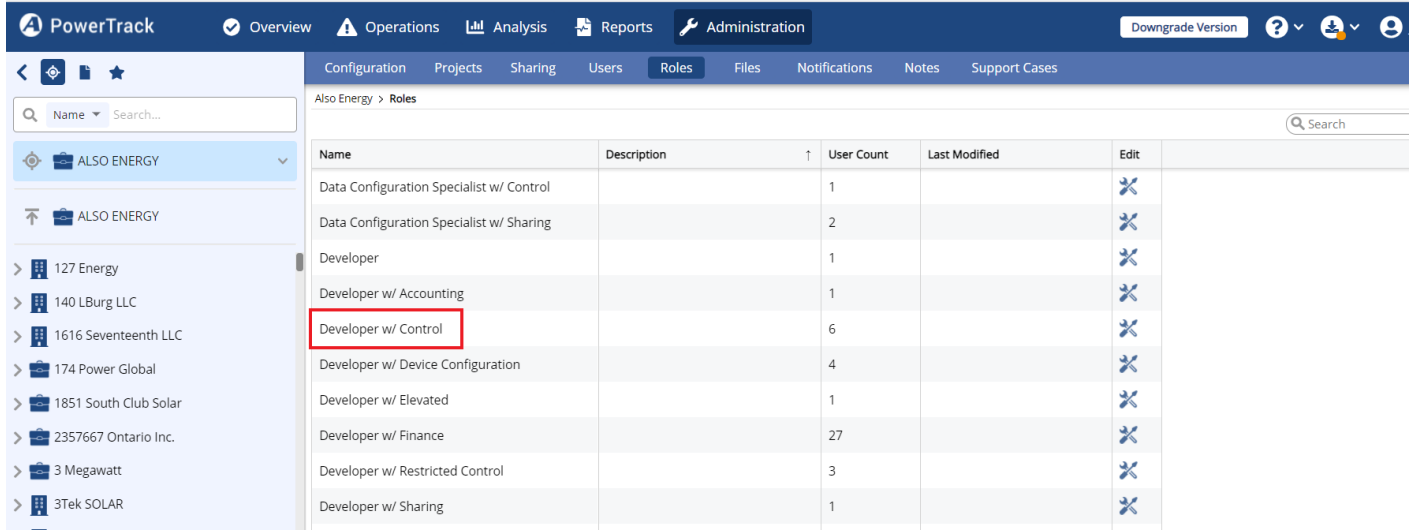 PowerTrack
Overview
Operations
Analysis
Reports
Administration
Downgrade Version
Configuration
Projects
Sharing
Users
Roles
Files
Notifications
Notes
Support Cases
Name
Search...
ALSO ENERGY
ALSO ENERGY
127 Energy
140 LBurg LLC
1616 Seventeenth LLC
174 Power Global
1851 South Club Solar
2357667 Ontario Inc.
3 Megawatt
3Tek SOLAR
Also Energy > Roles
Search
Name Description ↑ User Count Last Modified Edit
Data Configuration Specialist w/ Control 1
Data Configuration Specialist w/ Sharing 2
Developer 1
Developer w/ Accounting 1
Developer w/ Control 6
Developer w/ Device Configuration 4
Developer w/ Elevated 1
Developer w/ Finance 27
Developer w/ Restricted Control 3
Developer w/ Sharing 1